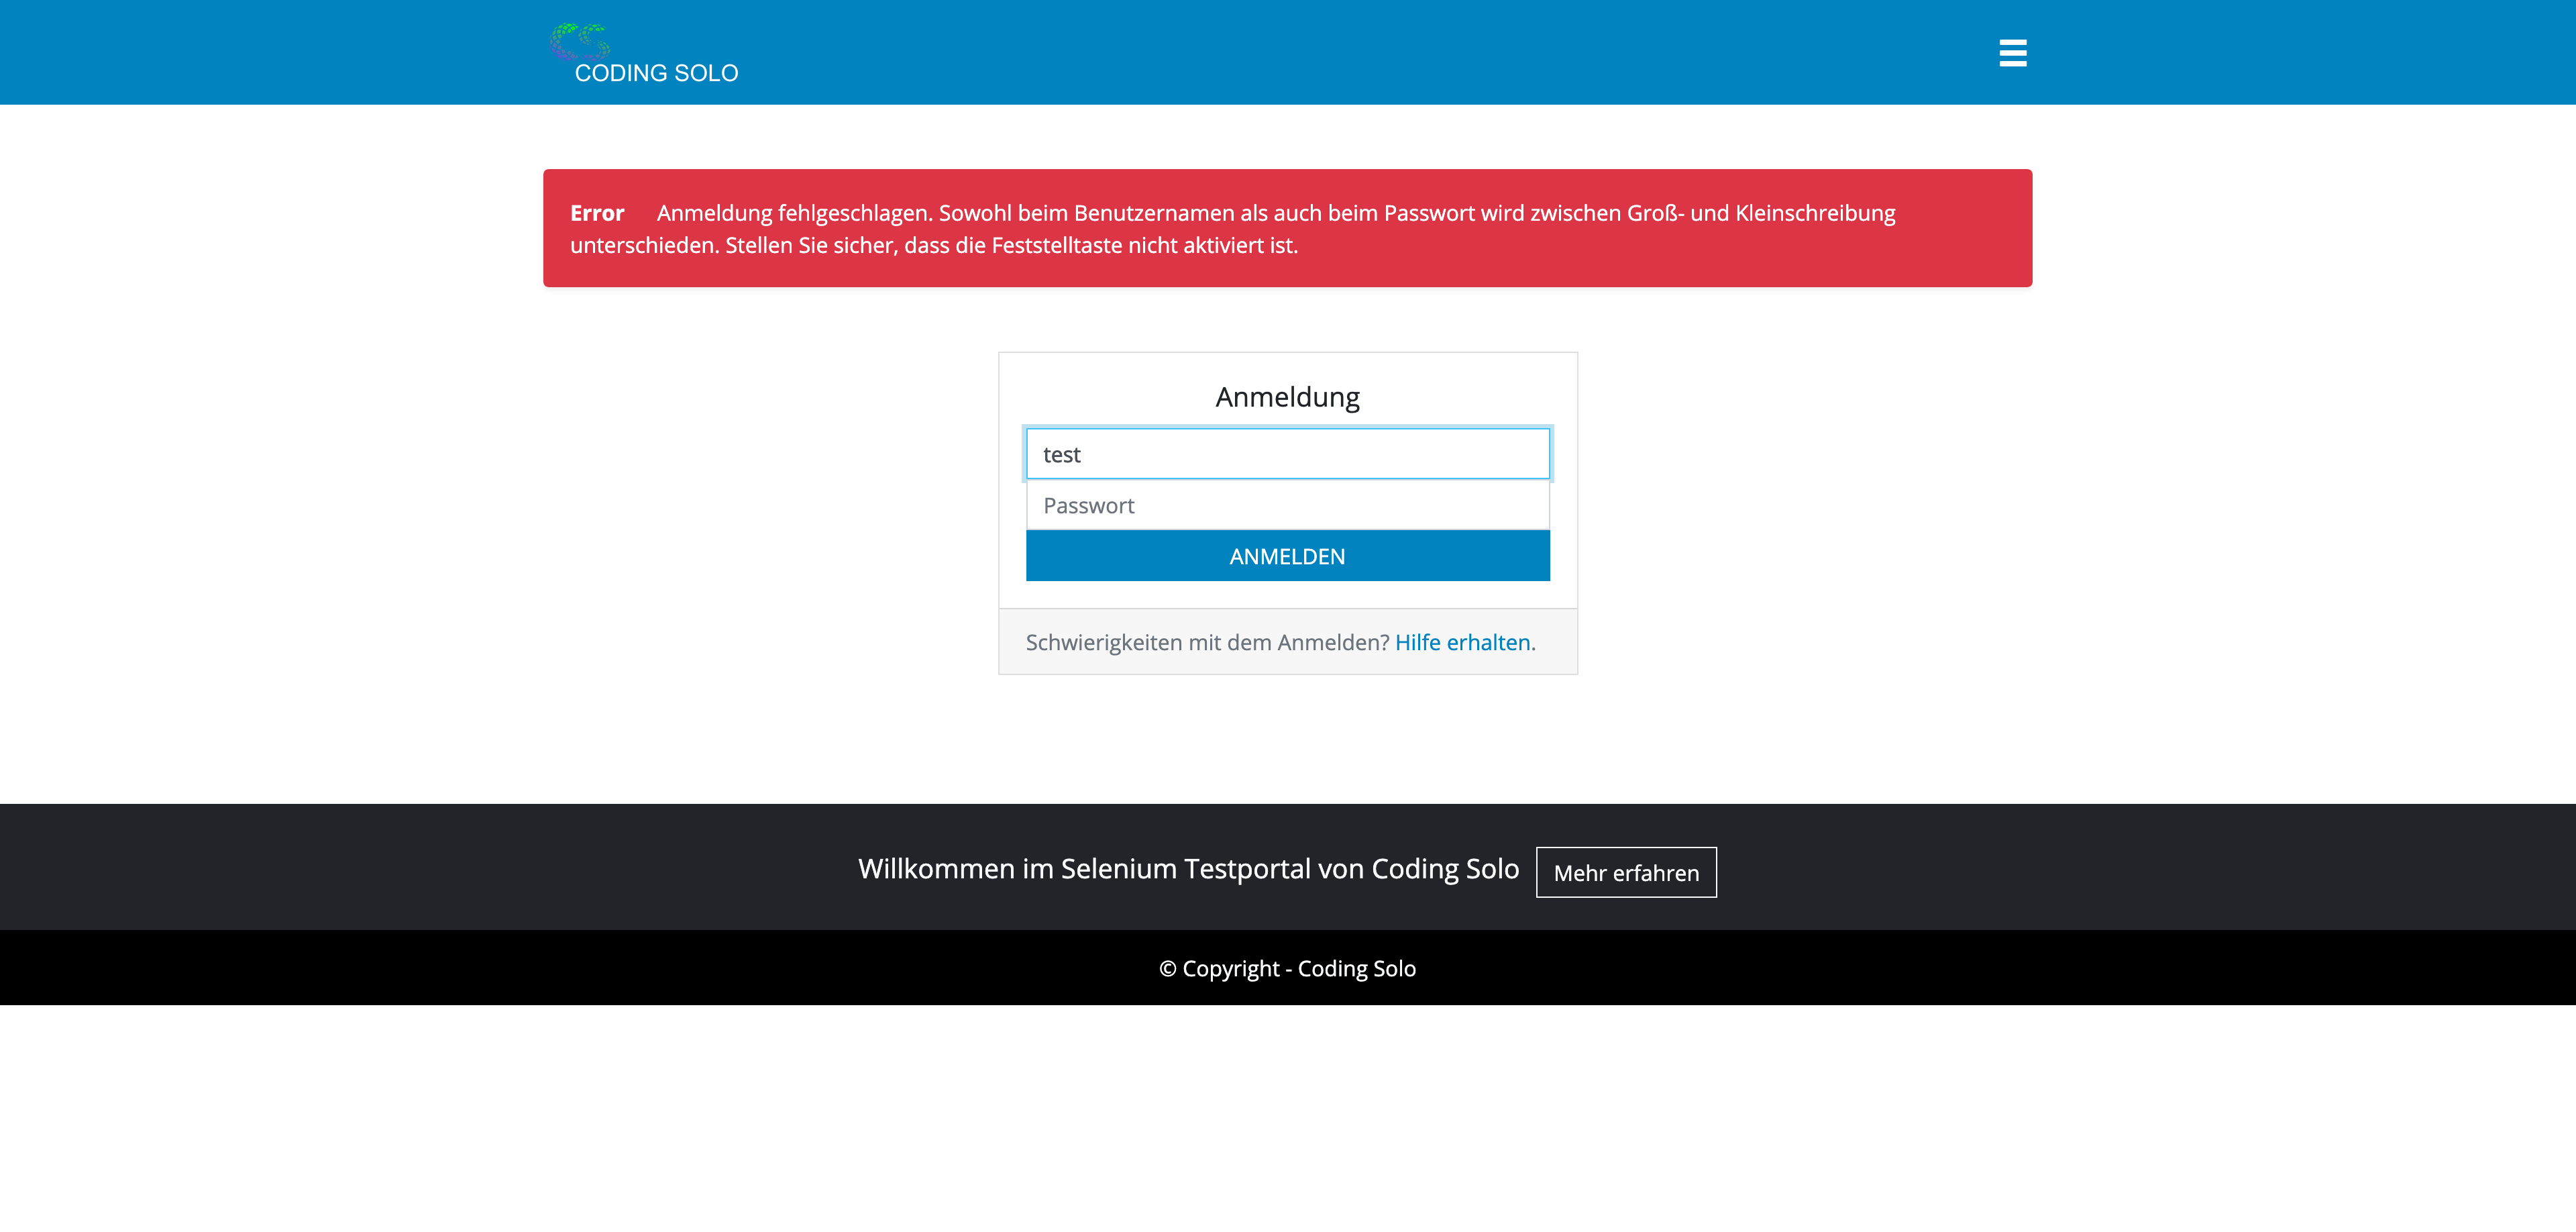 CODING SOLO
Error Anmeldung fehlgeschlagen. Sowohl beim Benutzernamen als auch beim Passwort wird zwischen Groß- und Kleinschreibung
unterschieden. Stellen Sie sicher, dass die Feststelltaste nicht aktiviert ist.
Anmeldung
test
Passwort
ANMELDEN
Schwierigkeiten mit dem Anmelden? Hilfe erhalten.
Willkommen im Selenium Testportal von Coding Solo Mehr erfahren
© Copyright - Coding Solo